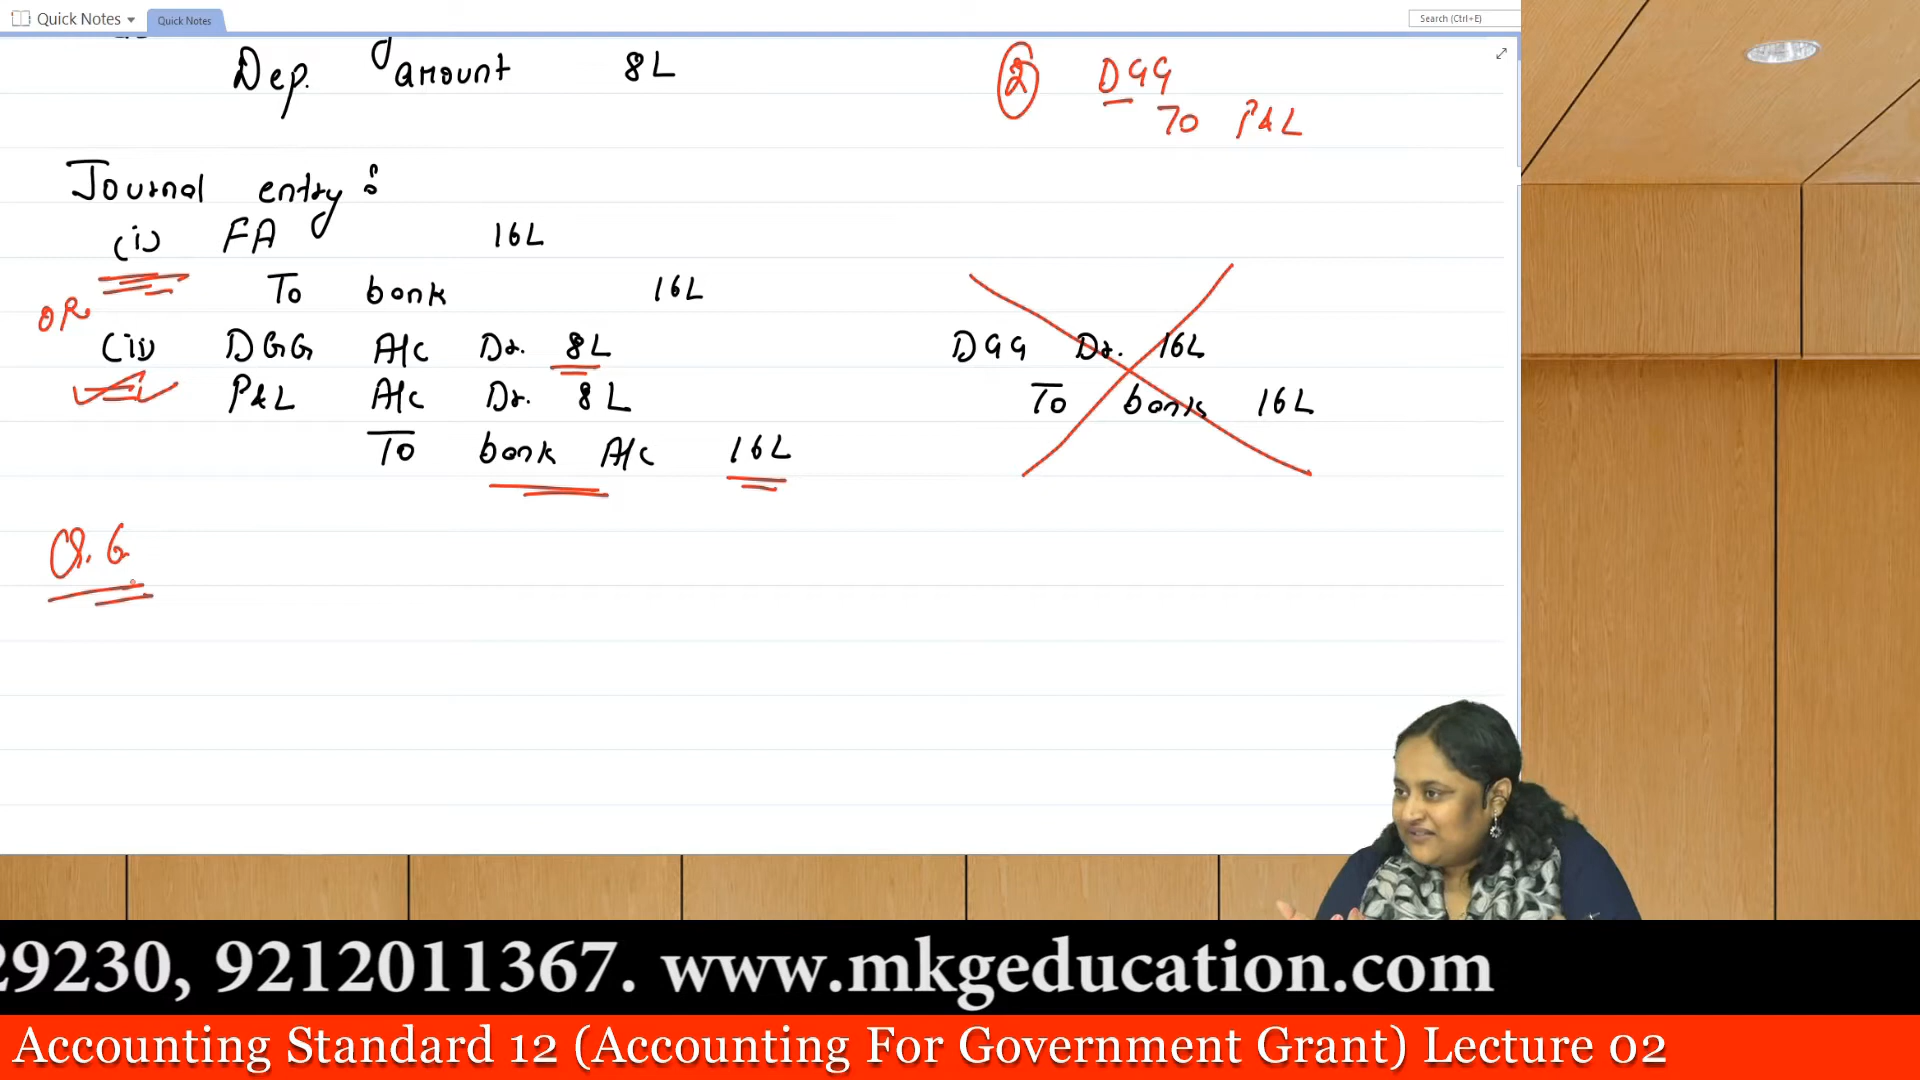 Quick Notes
Quick Notes
Search (Ctrl+E)
Dep. amount 8L
② DGG
To P&L
Journal entry :
(i) FA 16L
To bank 16L
OR
(ii) DGG A/c Dr. 8L
P&L A/c Dr. 8L
To bank A/c 16L
DGG Dr. 16L
To bank 16L
Q. 6
29230, 9212011367. www.mkgeducation.com
Accounting Standard 12 (Accounting For Government Grant) Lecture 02